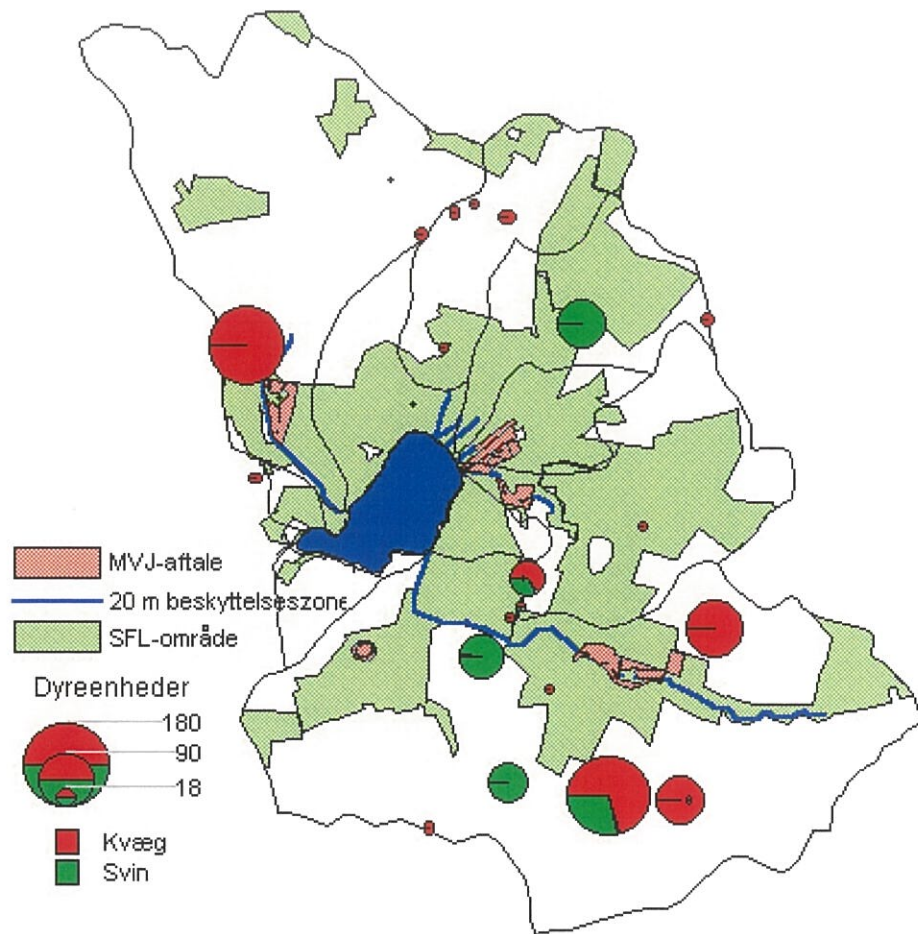 MVJ-aftale
20 m beskyttelseszone
SFL-område
Dyreenheder
180
90
18
Kvæg
Svin